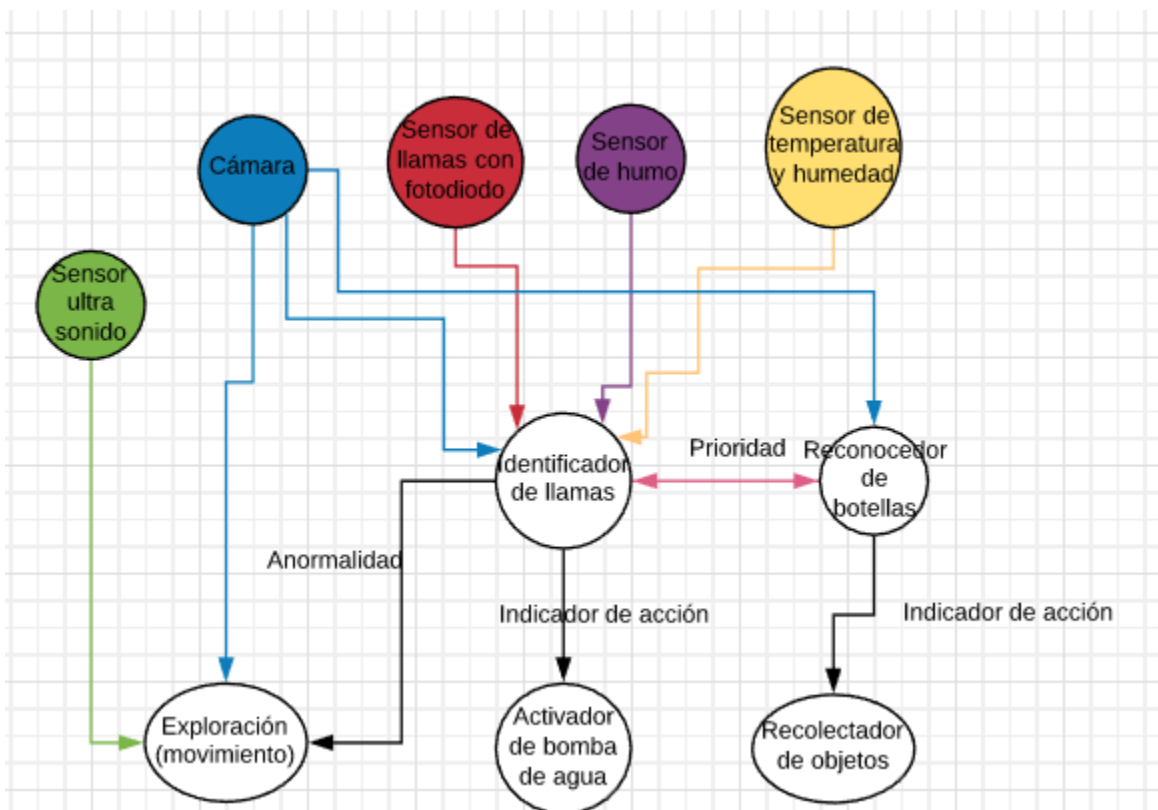 Cámara
Sensor de
llamas con
fotodiodo
Sensor
de humo
Sensor de
temperatura
y humedad
Sensor
ultra
sonido
Identificador
de llamas
Prioridad
Reconocedor
de
botellas
Anormalidad
Indicador de acción
Indicador de acción
Exploración
(movimiento)
Activador
de bomba
de agua
Recolectador
de objetos